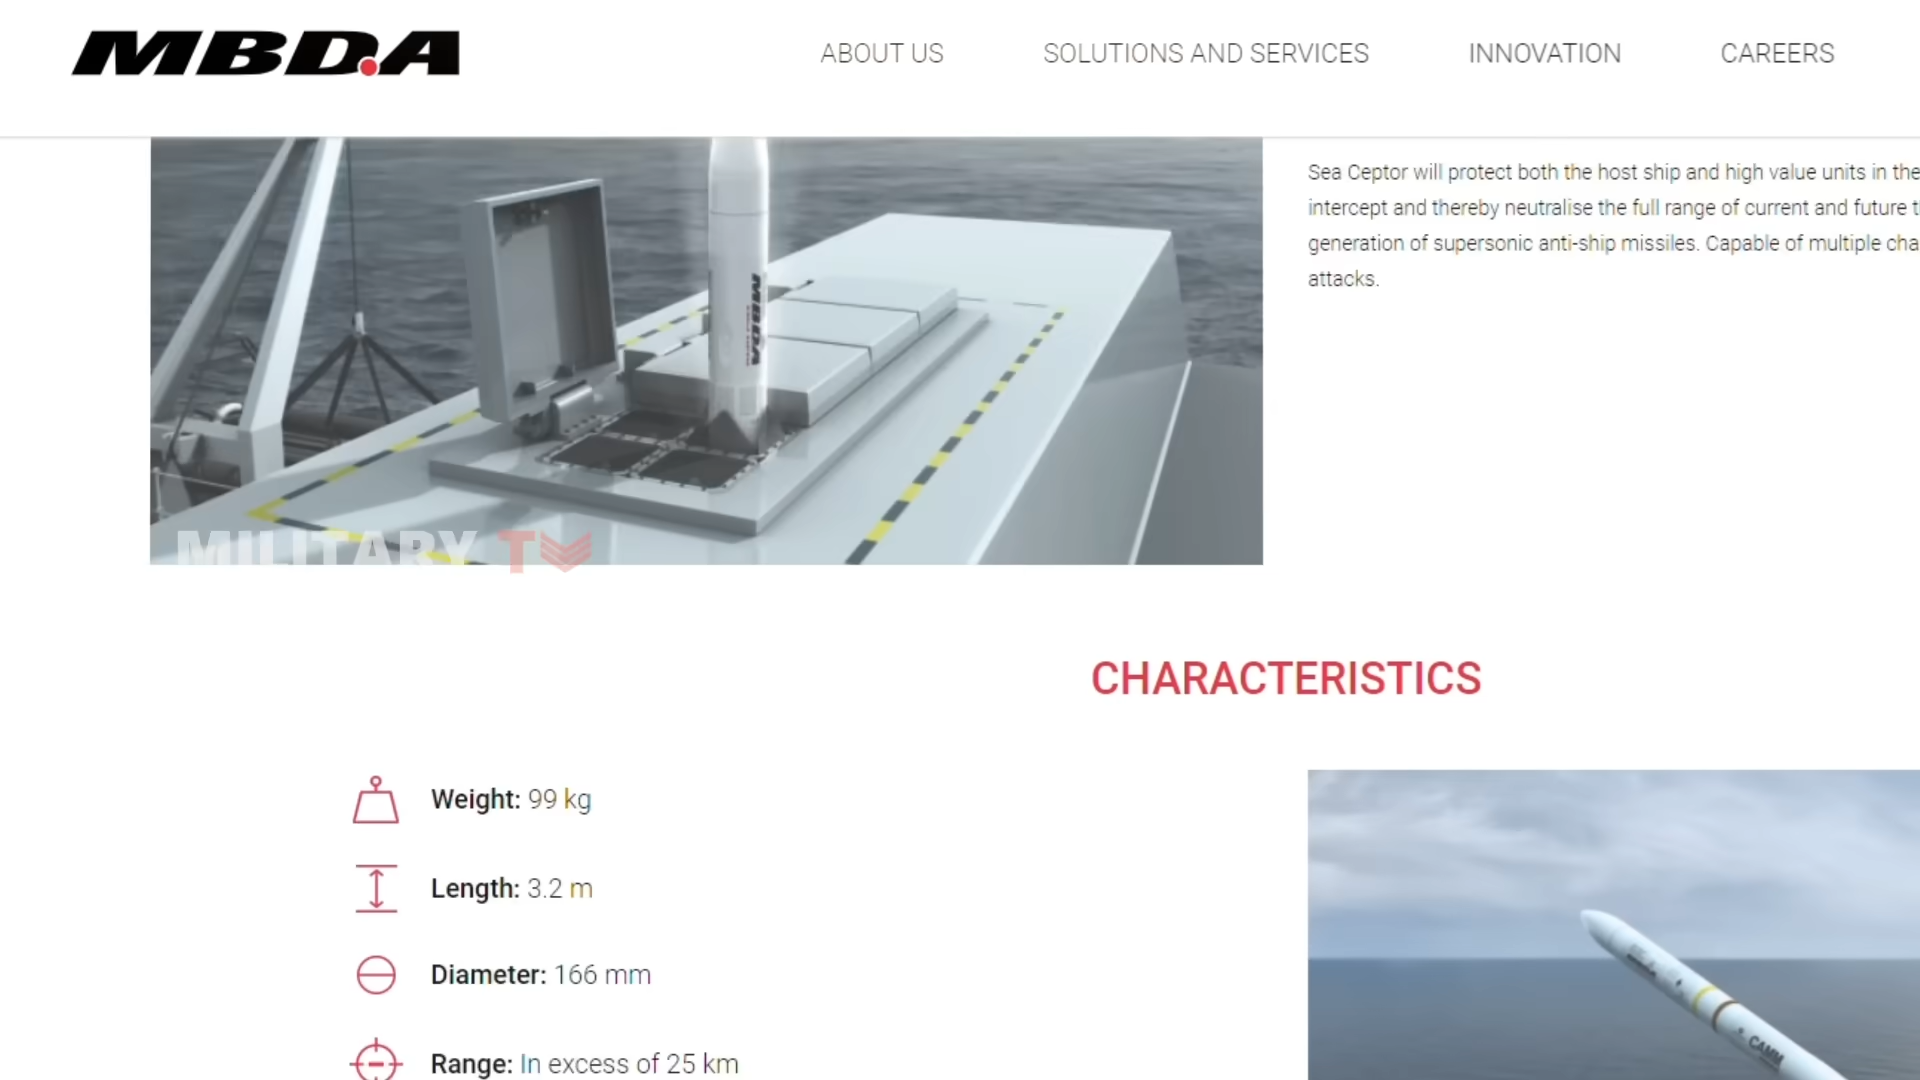 MBDA
ABOUT US
SOLUTIONS AND SERVICES
INNOVATION
CAREERS
Sea Ceptor will protect both the host ship and high value units in the
intercept and thereby neutralise the full range of current and future
generation of supersonic anti-ship missiles. Capable of multiple
attacks.
MBDA
MILITARY TV
CHARACTERISTICS
Weight: 99 kg
Length: 3.2 m
Diameter: 166 mm
Range: In excess of 25 km
CAMM